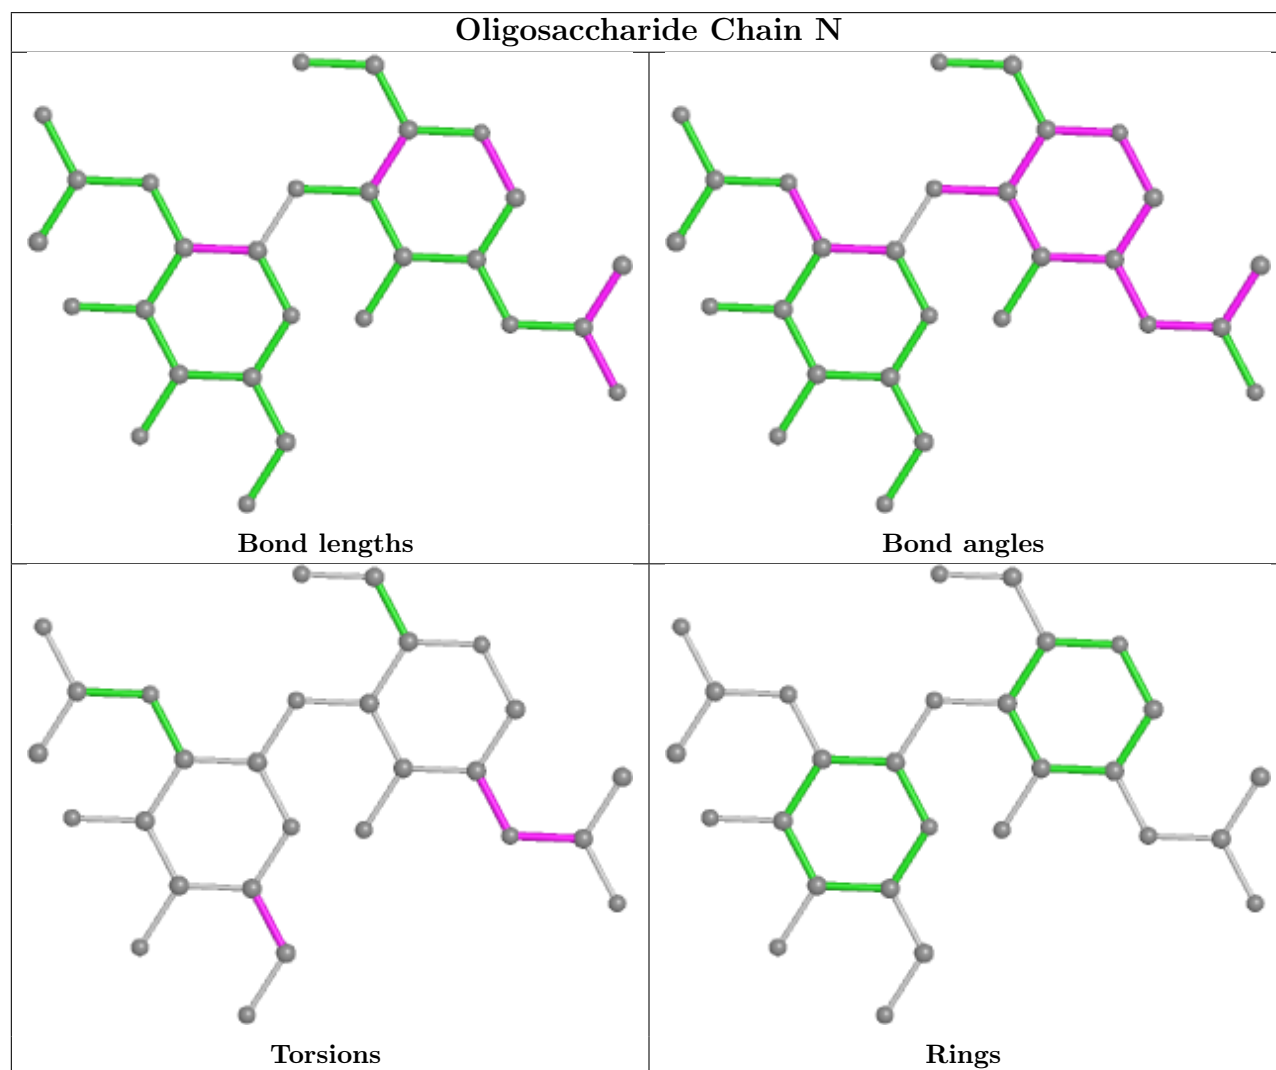 Oligosaccharide Chain N
Bond lengths
Bond angles
Torsions
Rings